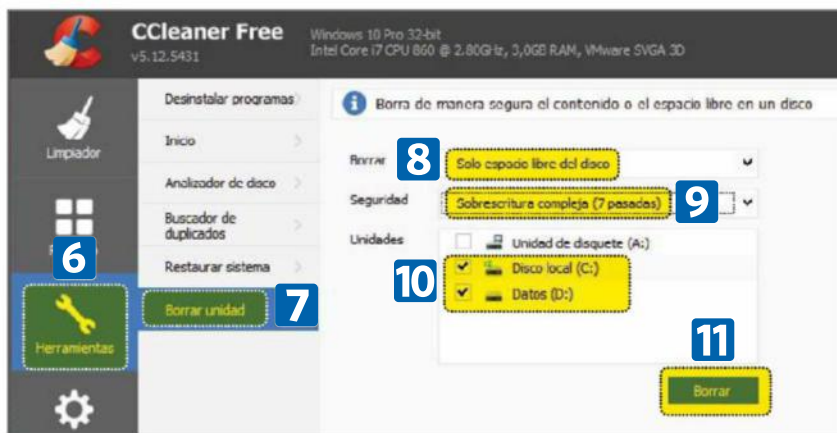 CCleaner Free
v5.12.5431
Windows 10 Pro 32-bit
Intel Core i7 CPU 860 @ 2.80GHz, 3,0GB RAM, VMware SVGA 3D
Limpiador
6
Herramientas
Desinstalar programas
Inicio
Analizador de disco
Buscador de
duplicados
Restaurar sistema
Borrar unidad
7
Borra de manera segura el contenido o el espacio libre en un disco
Borrar
8
Solo espacio libre del disco
Seguridad
Sobrescritura compleja (7 pasadas)
9
Unidades
Unidad de disquete (A:)
10
Disco local (C:)
Datos (D:)
11
Borrar